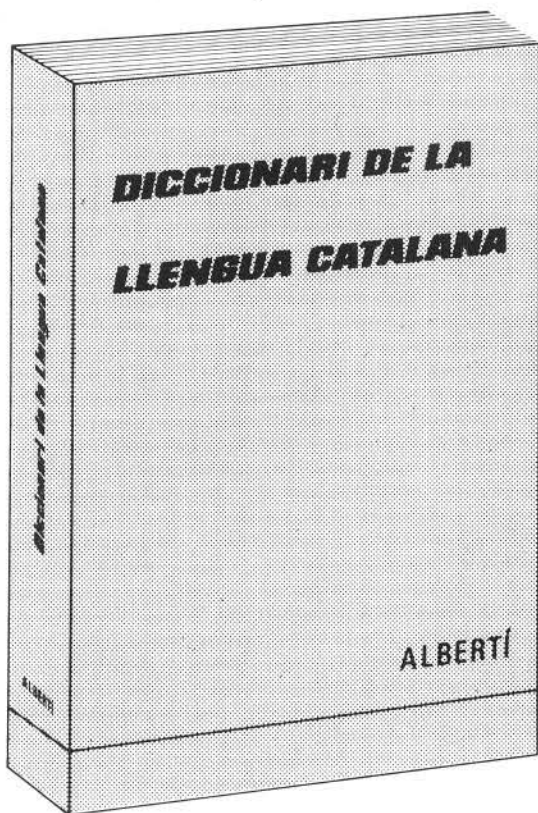 DICCIONARI DE LA
LLENGUA CATALANA
ALBERTÍ
Diccionari de la Llengua Catalana
ALBERTÍ